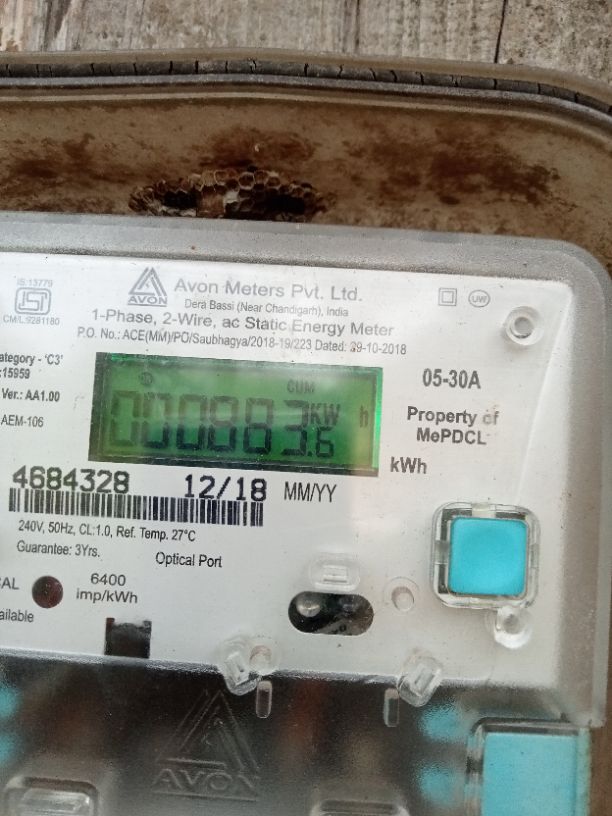 IS:13779
ISI
CM/L:9281180
AVON
Avon Meters Pvt. Ltd.
Dera Bassi (Near Chandigarh), India
1-Phase, 2-Wire, ac Static Energy Meter
P.O. No.: ACE(MM)/PO/Saubhagya/2018-19/223 Dated: 29-10-2018
UW
ategory - 'C3'
:15959
Ver.: AA1.00
AEM-106
CUM
000883.6 KW h
05-30A
Property of
MePDCL
kWh
4684328 12/18 MM/YY
240V, 50Hz, CL:1.0, Ref. Temp. 27°C
Guarantee: 3Yrs.
Optical Port
CAL
6400
imp/kWh
ailable
AVON